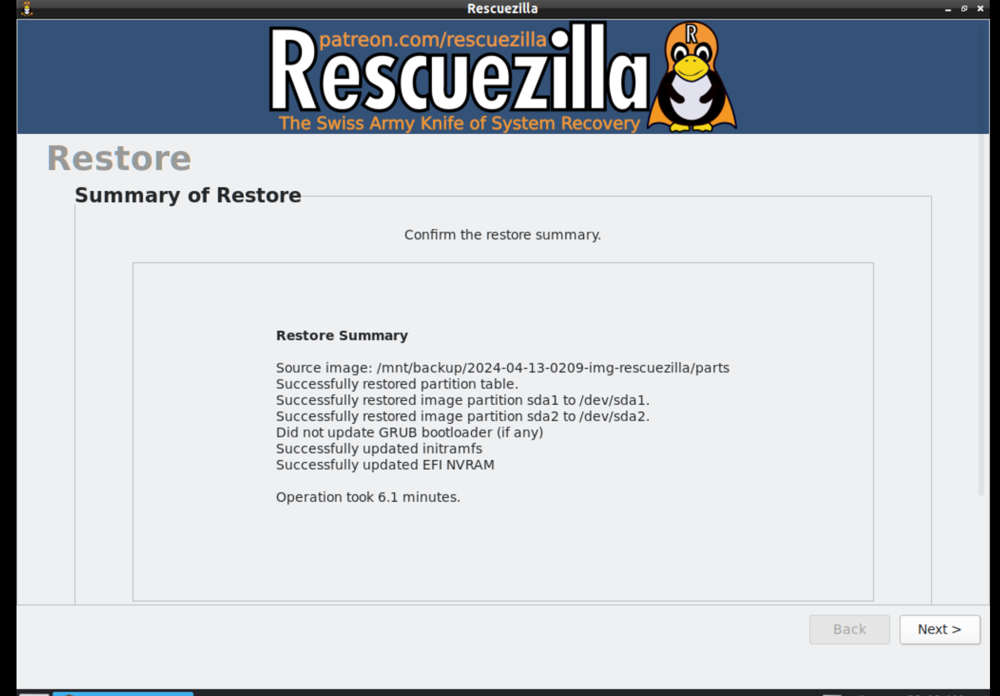 Rescuezilla
patreon.com/rescuezilla
Rescuezilla
R
The Swiss Army Knife of System Recovery
Restore
Summary of Restore
Confirm the restore summary.
Restore Summary
Source image: /mnt/backup/2024-04-13-0209-img-rescuezilla/parts
Successfully restored partition table.
Successfully restored image partition sda1 to /dev/sda1.
Successfully restored image partition sda2 to /dev/sda2.
Did not update GRUB bootloader (if any)
Successfully updated initramfs
Successfully updated EFI NVRAM
Operation took 6.1 minutes.
Back
Next >